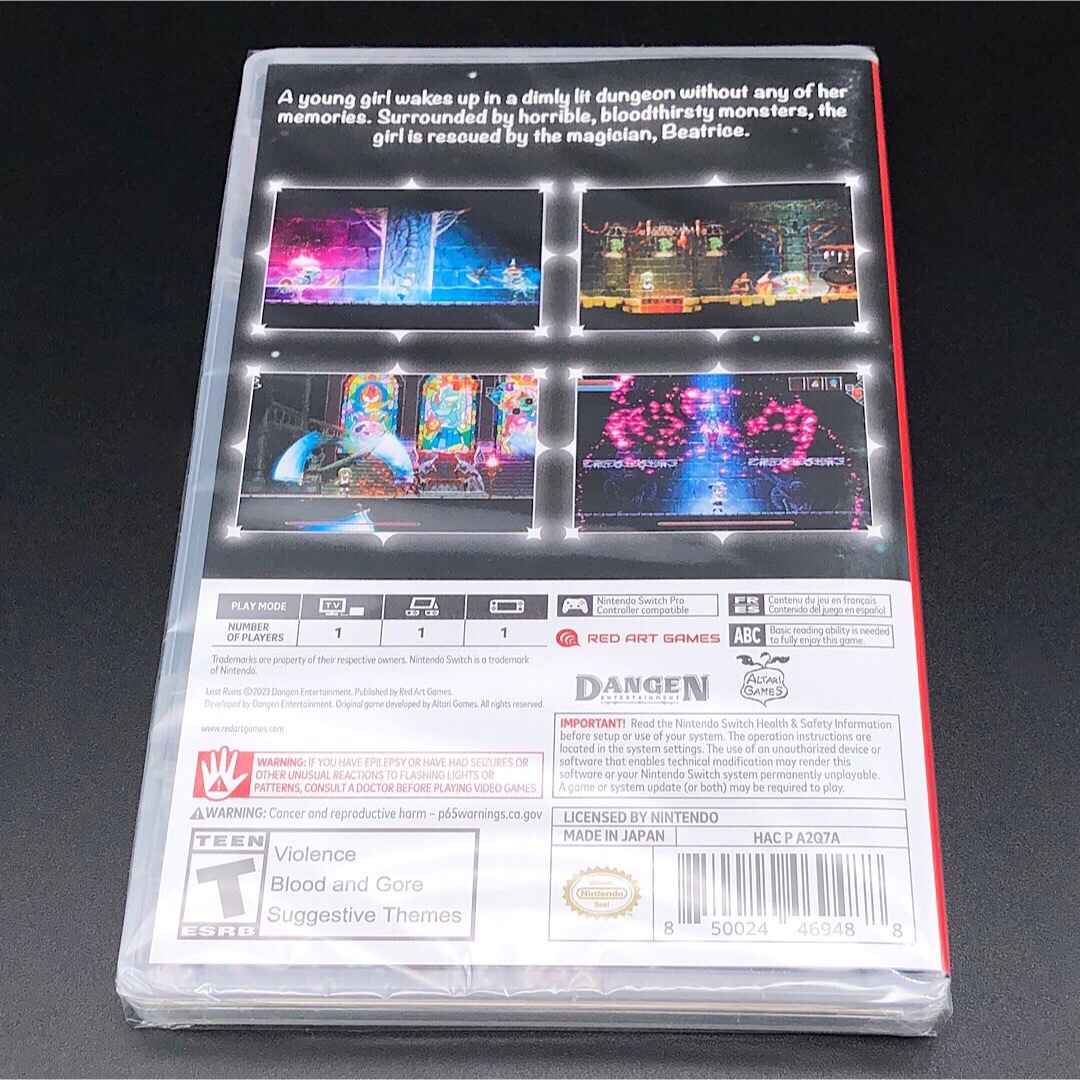 A young girl wakes up in a dimly lit dungeon without any of her
memories. Surrounded by horrible, bloodthirsty monsters, the
girl is rescued by the magician, Beatrice.
PLAY MODE
TV
NUMBER
OF PLAYERS
1
1
1
Nintendo Switch Pro
Controller compatible
FR
ES
Contenu du jeu en français
Contenido del juego en español
RED ART GAMES
ABC
Basic reading ability is needed
to fully enjoy this game.
Trademarks are property of their respective owners. Nintendo Switch is a trademark
of Nintendo.
Lost Ruins ©2023 Dangen Entertainment. Published by Red Art Games.
Developed by Dangen Entertainment. Original game developed by Altari Games. All rights reserved.
www.redartgames.com
DANGEN
ENTERTAINMENT
ALTARI
GAMES
WARNING: IF YOU HAVE EPILEPSY OR HAVE HAD SEIZURES OR
OTHER UNUSUAL REACTIONS TO FLASHING LIGHTS OR
PATTERNS, CONSULT A DOCTOR BEFORE PLAYING VIDEO GAMES.
IMPORTANT! Read the Nintendo Switch Health & Safety Information
before setup or use of your system. The operation instructions are
located in the system settings. The use of an unauthorized device or
software that enables technical modification may render this
software or your Nintendo Switch system permanently unplayable.
A game or system update (or both) may be required to play.
WARNING: Cancer and reproductive harm – p65warnings.ca.gov
TEEN
T
ESRB
Violence
Blood and Gore
Suggestive Themes
LICENSED BY NINTENDO
MADE IN JAPAN
HAC P A2Q7A
Official
Nintendo
Seal
8 50024 46948 8